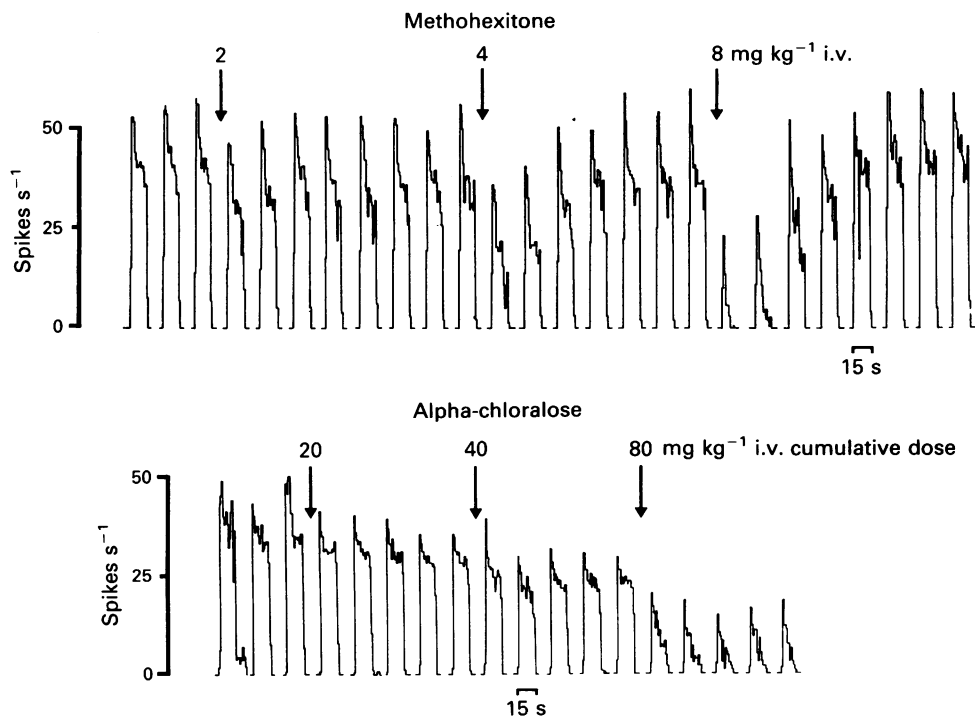 Methohexitone
2 4 8 mg kg⁻¹ i.v.
50
25
0
Spikes s⁻¹
15 s
Alpha-chloralose
20 40 80 mg kg⁻¹ i.v. cumulative dose
50
25
0
Spikes s⁻¹
15 s